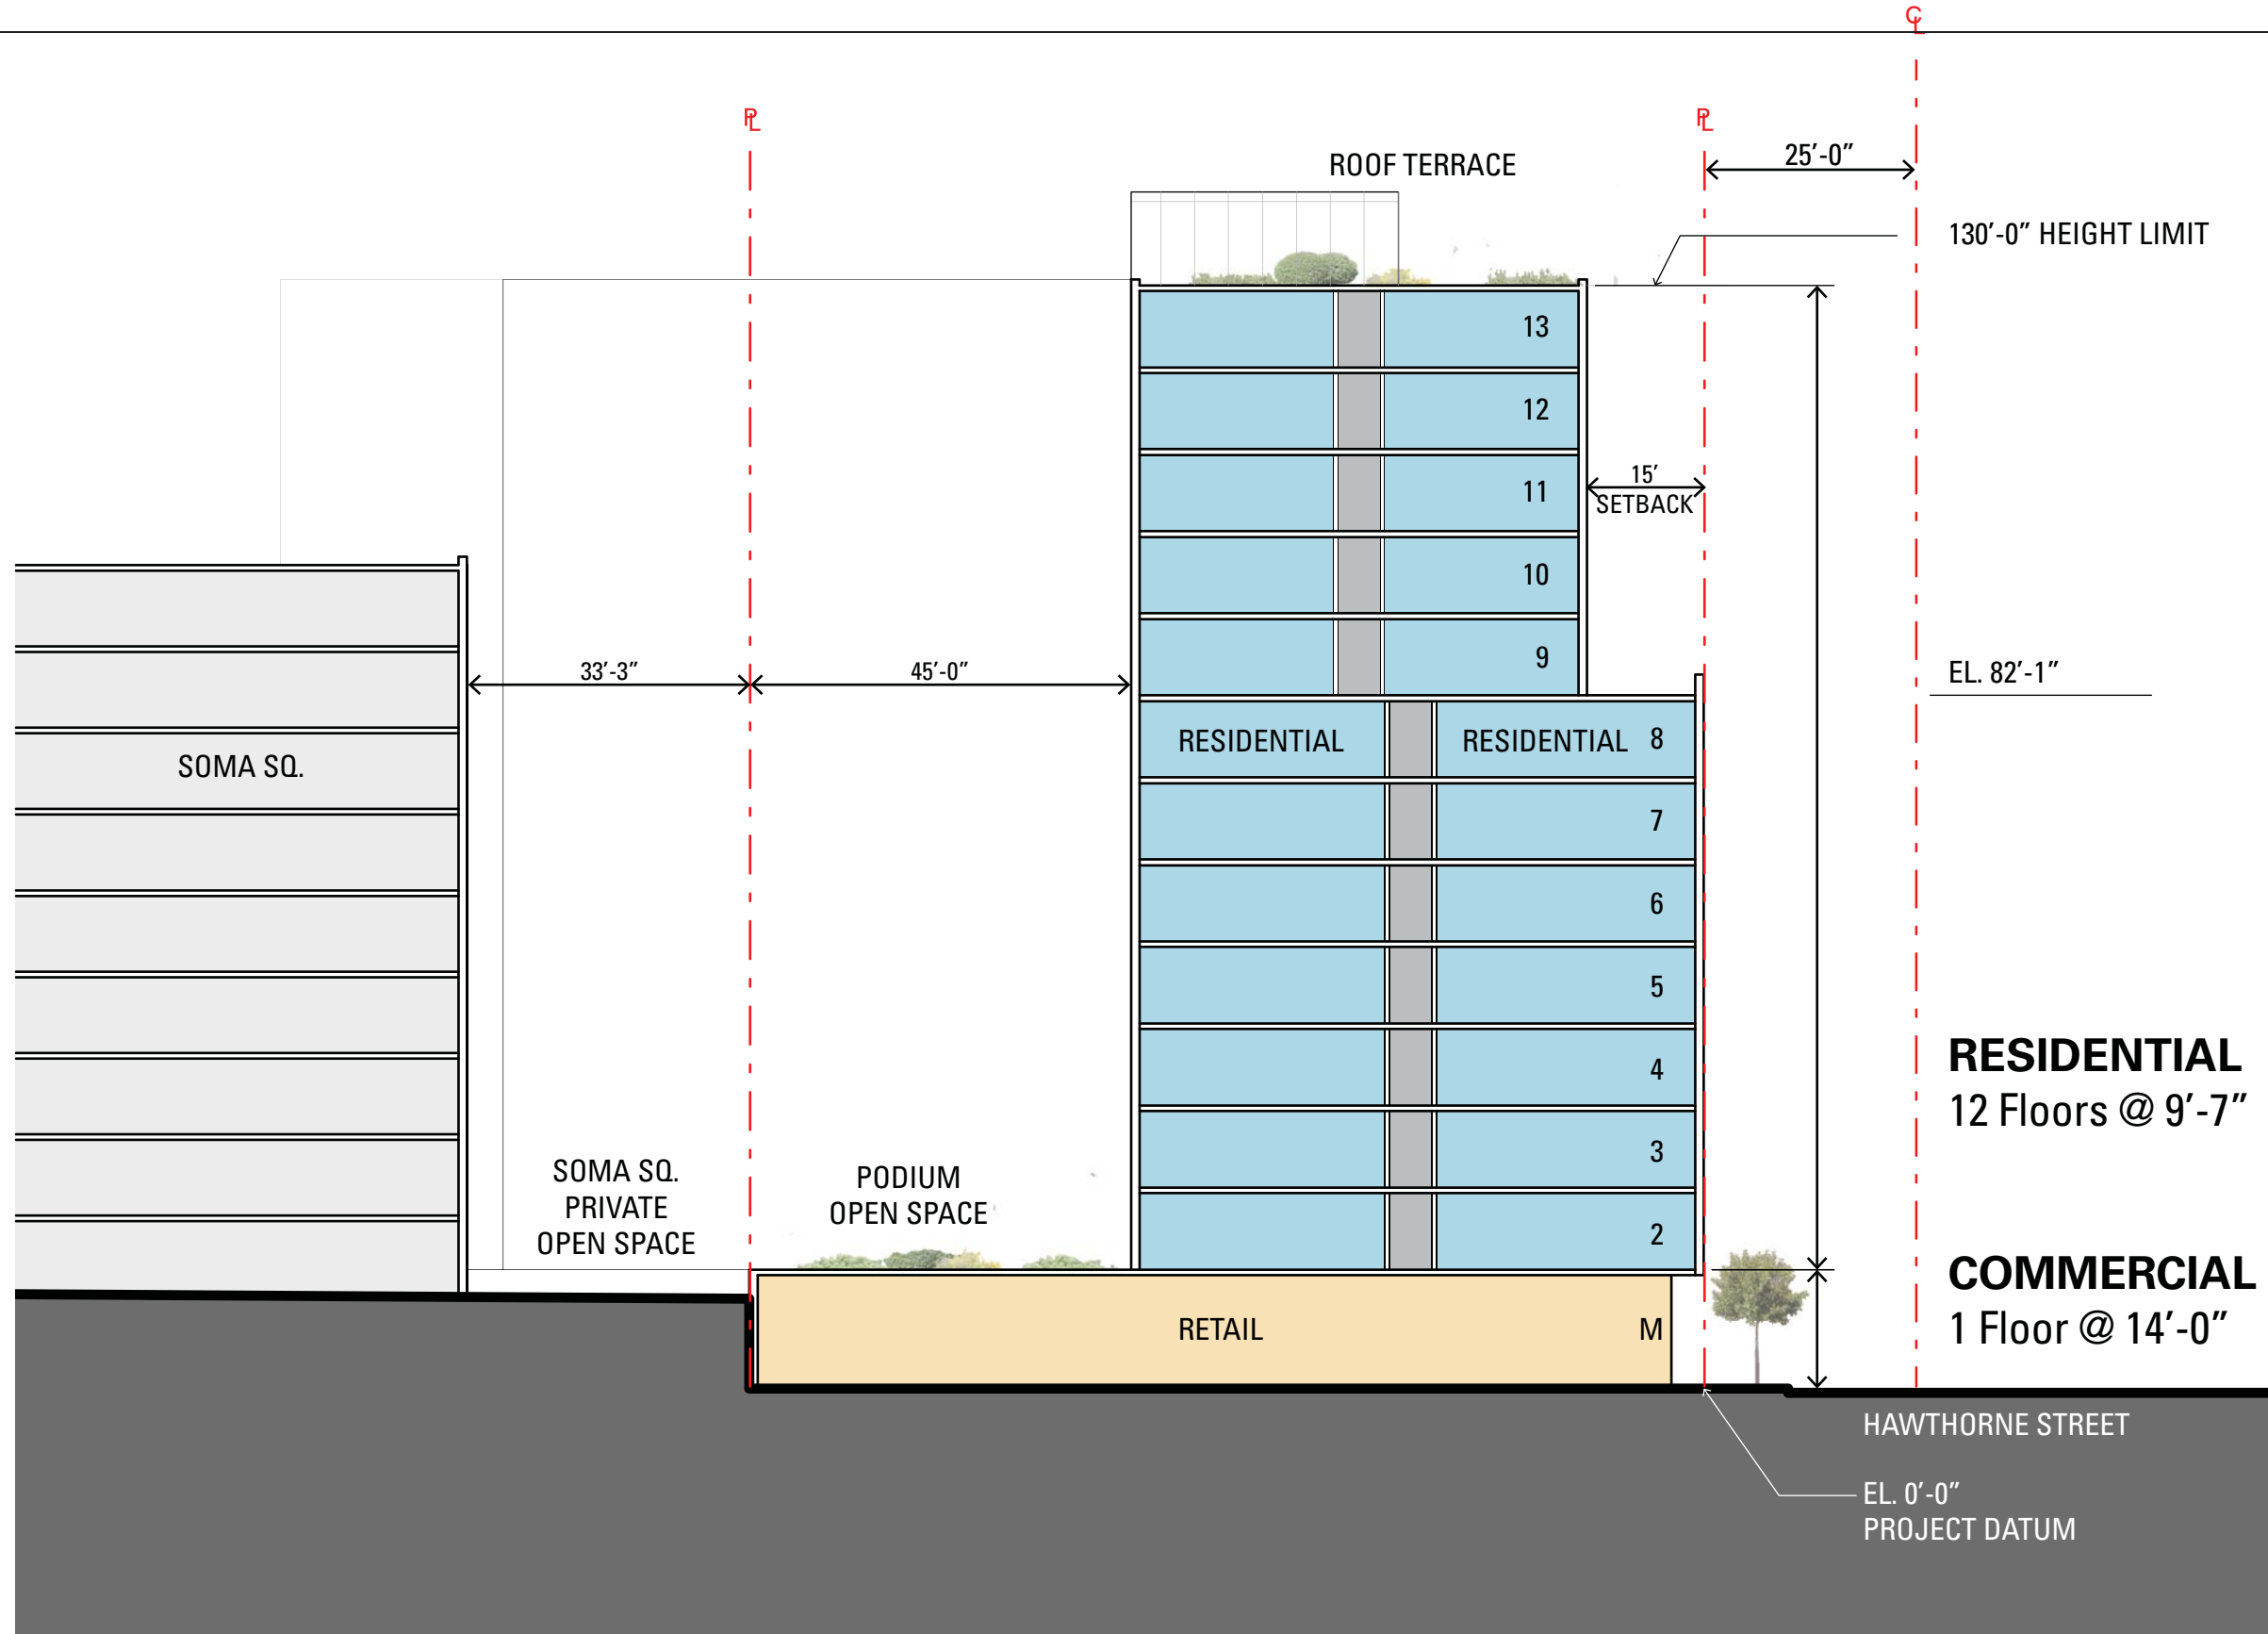 CL
PL
PL
ROOF TERRACE
25′-0″
130′-0″ HEIGHT LIMIT
13
12
11
15′
SETBACK
10
9
33′-3″
45′-0″
EL. 82′-1″
RESIDENTIAL
RESIDENTIAL
8
SOMA SQ.
7
6
5
4
3
2
RESIDENTIAL
12 Floors @ 9′-7″
SOMA SQ.
PRIVATE
OPEN SPACE
PODIUM
OPEN SPACE
COMMERCIAL
1 Floor @ 14′-0″
RETAIL
M
HAWTHORNE STREET
EL. 0′-0″
PROJECT DATUM